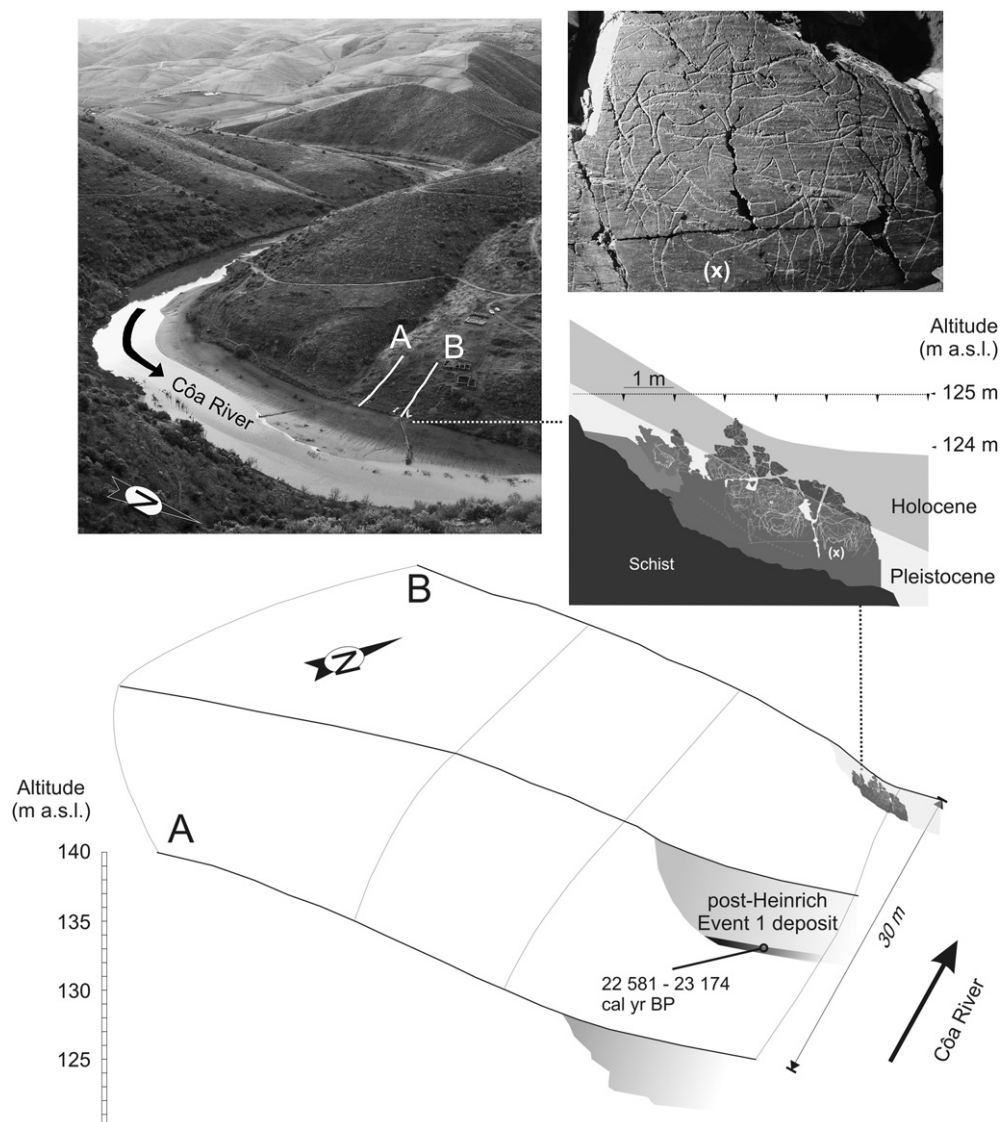 A
B
Côa River
N
(x)
Altitude
(m a.s.l.)
1 m
125 m
124 m
Holocene
(x)
Schist
Pleistocene
B
N
Altitude
(m a.s.l.)
A
140
135
130
125
post-Heinrich
Event 1 deposit
22 581 - 23 174
cal yr BP
30 m
Côa River